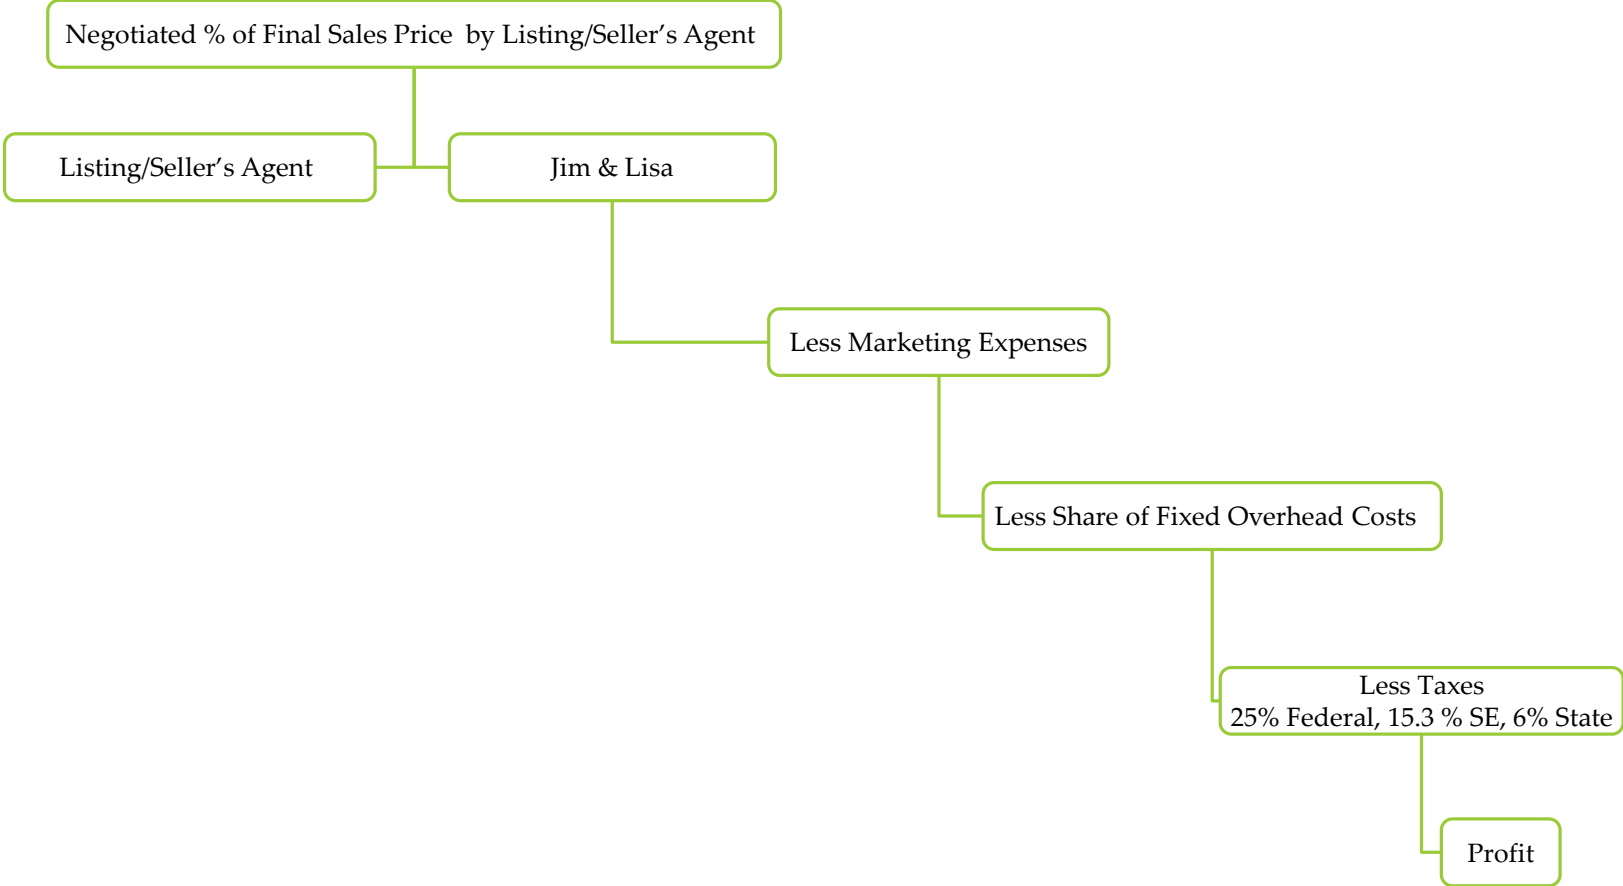 Negotiated % of Final Sales Price  by Listing/Seller’s Agent
Listing/Seller’s Agent
Jim & Lisa
Less Marketing Expenses
Less Share of Fixed Overhead Costs
Less Taxes
25% Federal, 15.3 % SE, 6% State
Profit